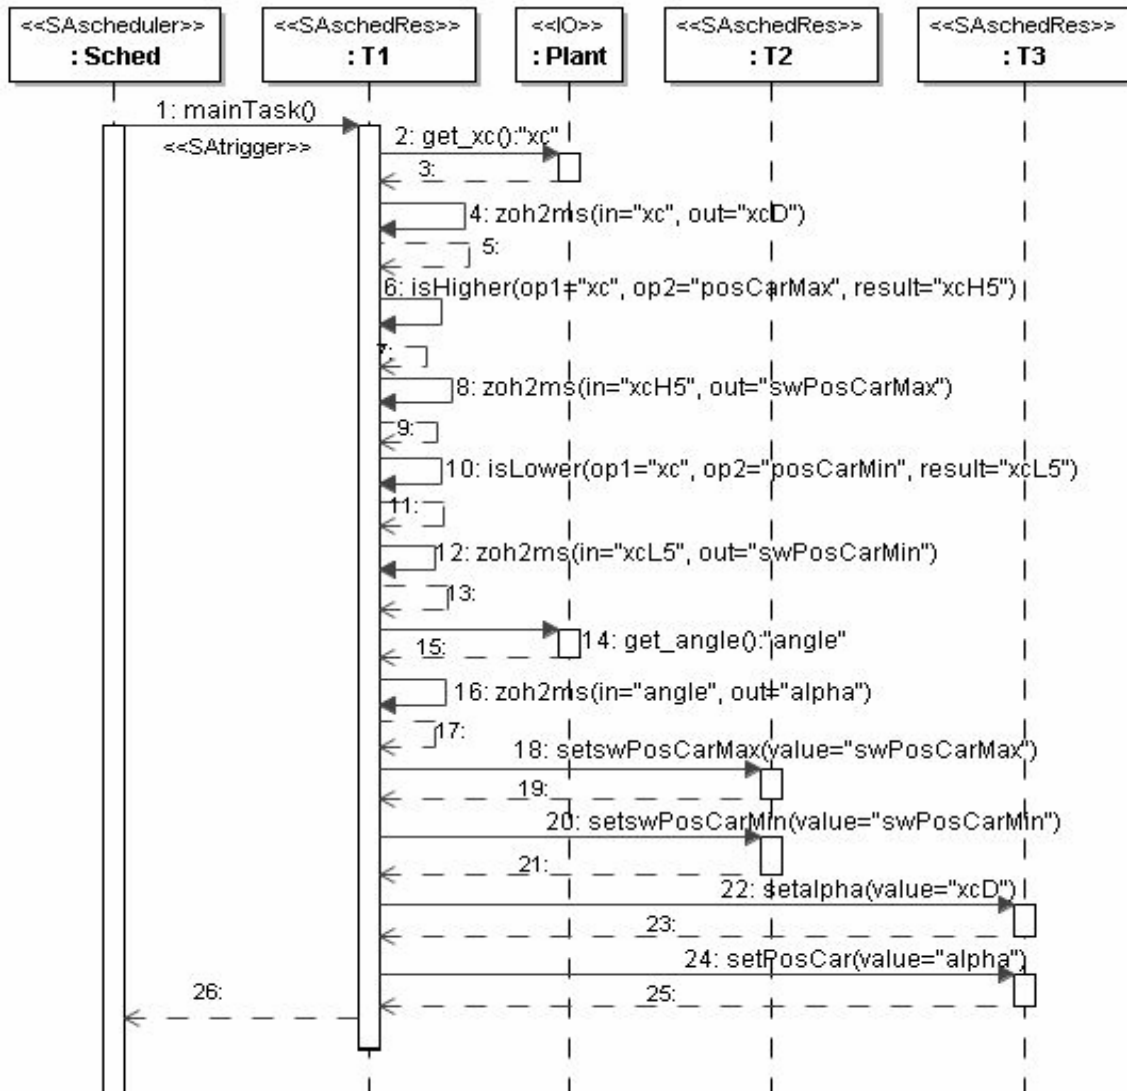 <<SAscheduler>>
: Sched
<<SAschedRes>>
: T1
<<IO>>
: Plant
<<SAschedRes>>
: T2
<<SAschedRes>>
: T3
1: mainTask()
<<SAtrigger>>
2: get_xc():"xc"
3:
4: zoh2ms(in="xc", out="xcD")
5:
6: isHigher(op1="xc", op2="posCarMax", result="xcH5")
7:
8: zoh2ms(in="xcH5", out="swPosCarMax")
9:
10: isLower(op1="xc", op2="posCarMin", result="xcL5")
11:
12: zoh2ms(in="xcL5", out="swPosCarMin")
13:
14: get_angle():"angle"
15:
16: zoh2ms(in="angle", out="alpha")
17:
18: setswPosCarMax(value="swPosCarMax")
19:
20: setswPosCarMin(value="swPosCarMin")
21:
22: setalpha(value="xcD")
23:
24: setPosCar(value="alpha")
25:
26: